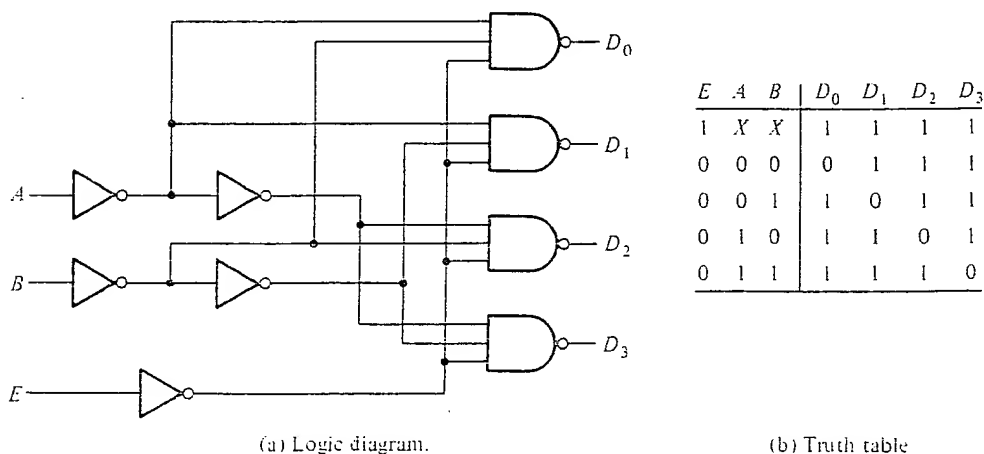 D0
D1
A
D2
B
D3
E
E A B D0 D1 D2 D3
1 X X 1 1 1 1
0 0 0 0 1 1 1
0 0 1 1 0 1 1
0 1 0 1 1 0 1
0 1 1 1 1 1 0
(a) Logic diagram.
(b) Truth table